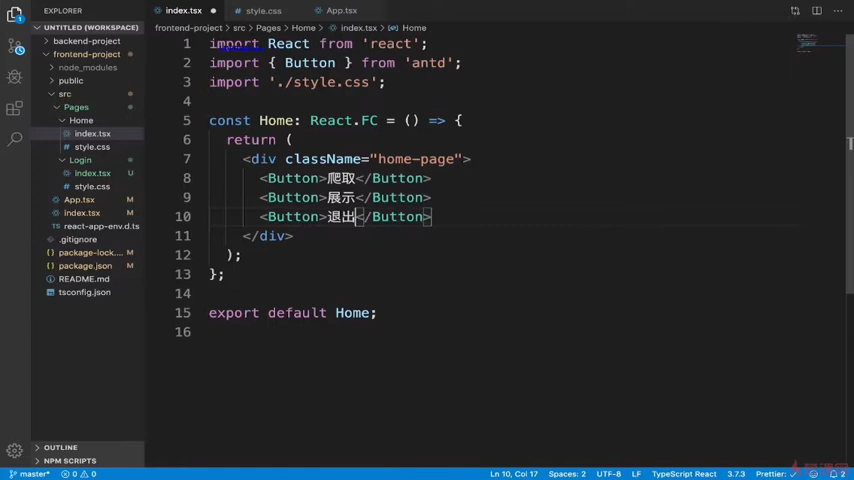 EXPLORER
index.tsx
style.css
App.tsx
UNTITLED (WORKSPACE)
frontend-project > src > Pages > Home > index.tsx > Home
backend-project
frontend-project
node_modules
public
src
Pages
Home
index.tsx
style.css
Login
index.tsx U
style.css
App.tsx
index.tsx
react-app-env.d.ts
.gitignore
package-lock.
package.json
README.md
tsconfig.json
OUTLINE
NPM SCRIPTS
1 import React from 'react';
2 import { Button } from 'antd';
3 import './style.css';
4
5 const Home: React.FC = () => {
6 return (
7 <div className="home-page">
8 <Button>爬取</Button>
9 <Button>展示</Button>
10 <Button>退出</Button>
11 </div>
12 );
13 };
14
15 export default Home;
16
master* 0 0 Ln 10, Col 17 Spaces: 2 UTF-8 LF TypeScript React 3.7.3 Prettier: ✓ 2